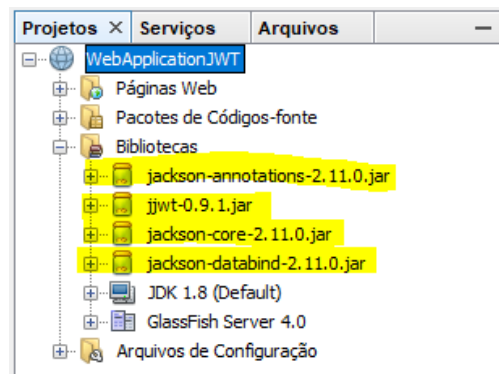 Projetos × Serviços Arquivos
WebApplicationJWT
Páginas Web
Pacotes de Códigos-fonte
Bibliotecas
jackson-annotations-2.11.0.jar
jjwt-0.9.1.jar
jackson-core-2.11.0.jar
jackson-databind-2.11.0.jar
JDK 1.8 (Default)
GlassFish Server 4.0
Arquivos de Configuração